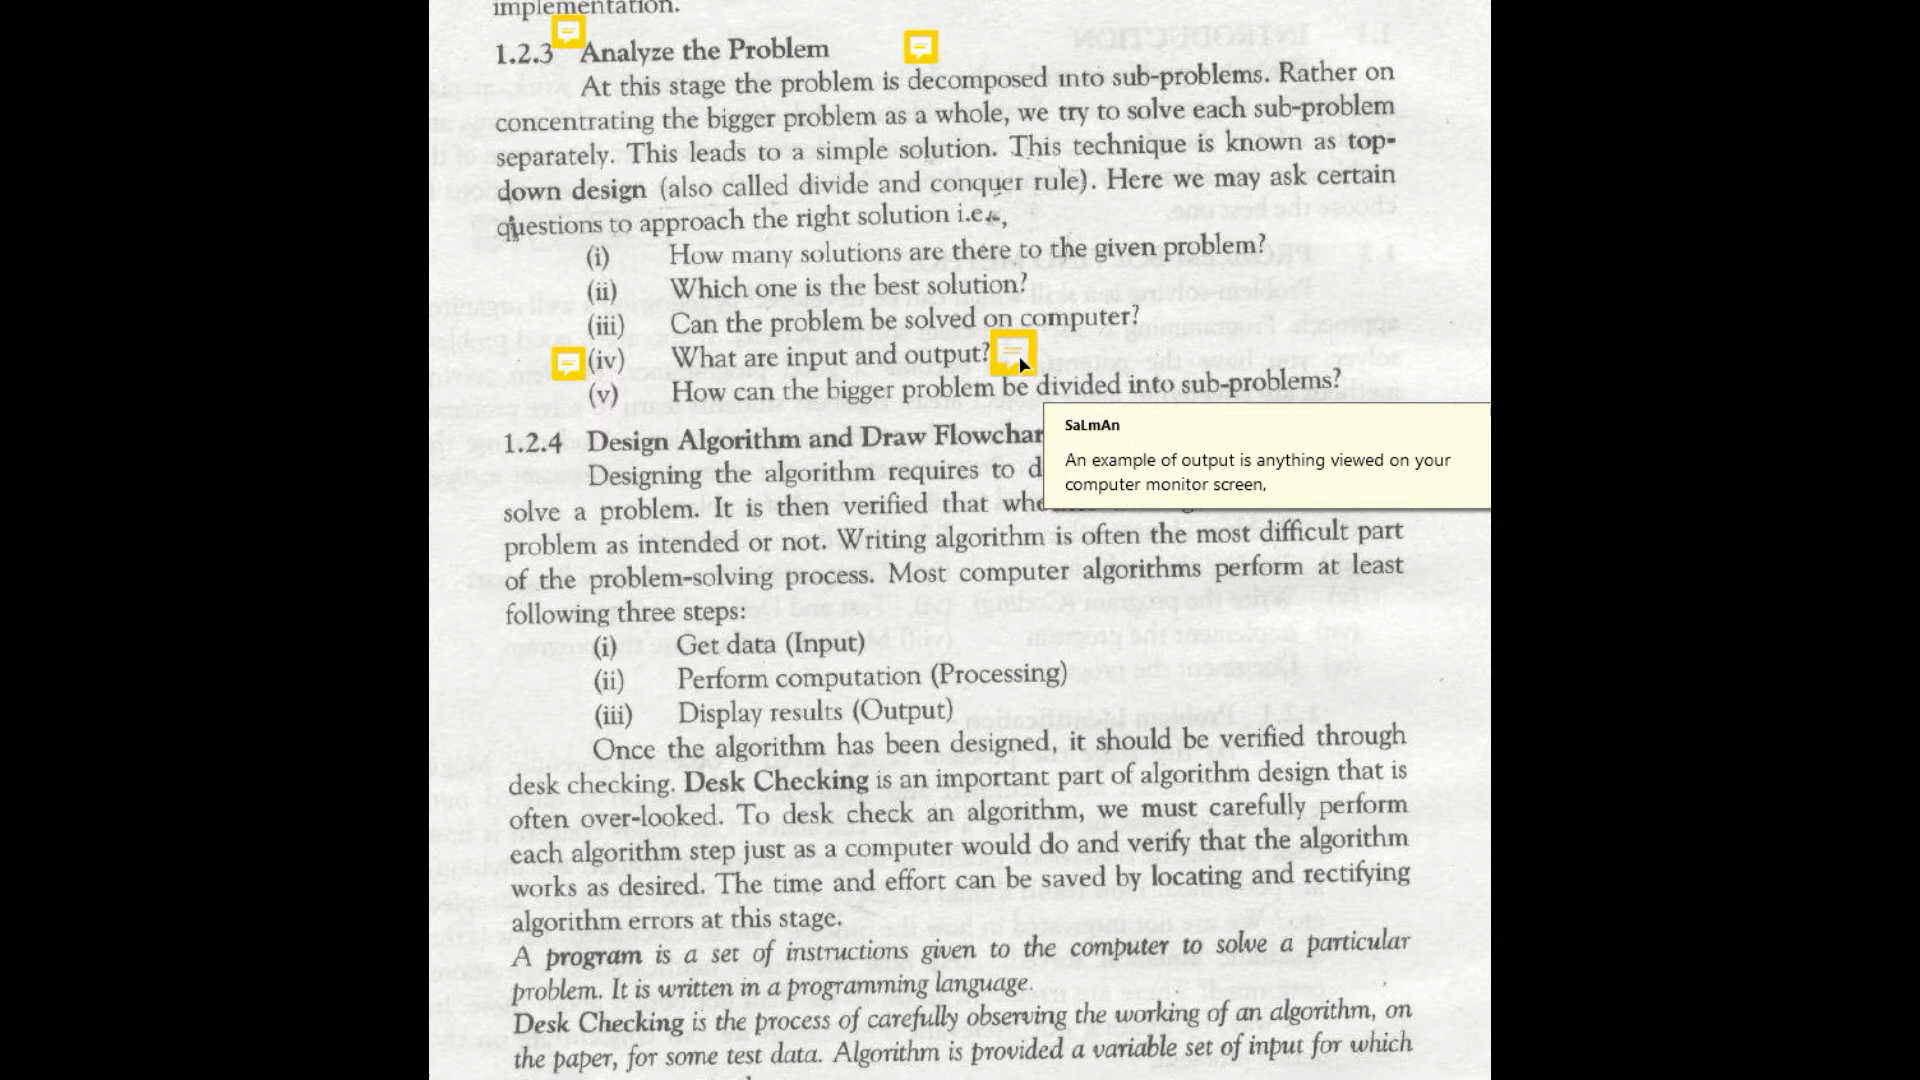 implementation.
1.2.3 Analyze the Problem
At this stage the problem is decomposed into sub-problems. Rather on
concentrating the bigger problem as a whole, we try to solve each sub-problem
separately. This leads to a simple solution. This technique is known as top-
down design (also called divide and conquer rule). Here we may ask certain
questions to approach the right solution i.e.,
(i) How many solutions are there to the given problem?
(ii) Which one is the best solution?
(iii) Can the problem be solved on computer?
(iv) What are input and output?
(v) How can the bigger problem be divided into sub-problems?
SaLmAn
An example of output is anything viewed on your
computer monitor screen,
1.2.4 Design Algorithm and Draw Flowchar
Designing the algorithm requires to d
solve a problem. It is then verified that
problem as intended or not. Writing algorithm is often the most difficult part
of the problem-solving process. Most computer algorithms perform at least
following three steps:
(i) Get data (Input)
(ii) Perform computation (Processing)
(iii) Display results (Output)
Once the algorithm has been designed, it should be verified through
desk checking. Desk Checking is an important part of algorithm design that is
often over-looked. To desk check an algorithm, we must carefully perform
each algorithm step just as a computer would do and verify that the algorithm
works as desired. The time and effort can be saved by locating and rectifying
algorithm errors at this stage.
A program is a set of instructions given to the computer to solve a particular
problem. It is written in a programming language.
Desk Checking is the process of carefully observing the working of an algorithm, on
the paper, for some test data. Algorithm is provided a variable set of input for which